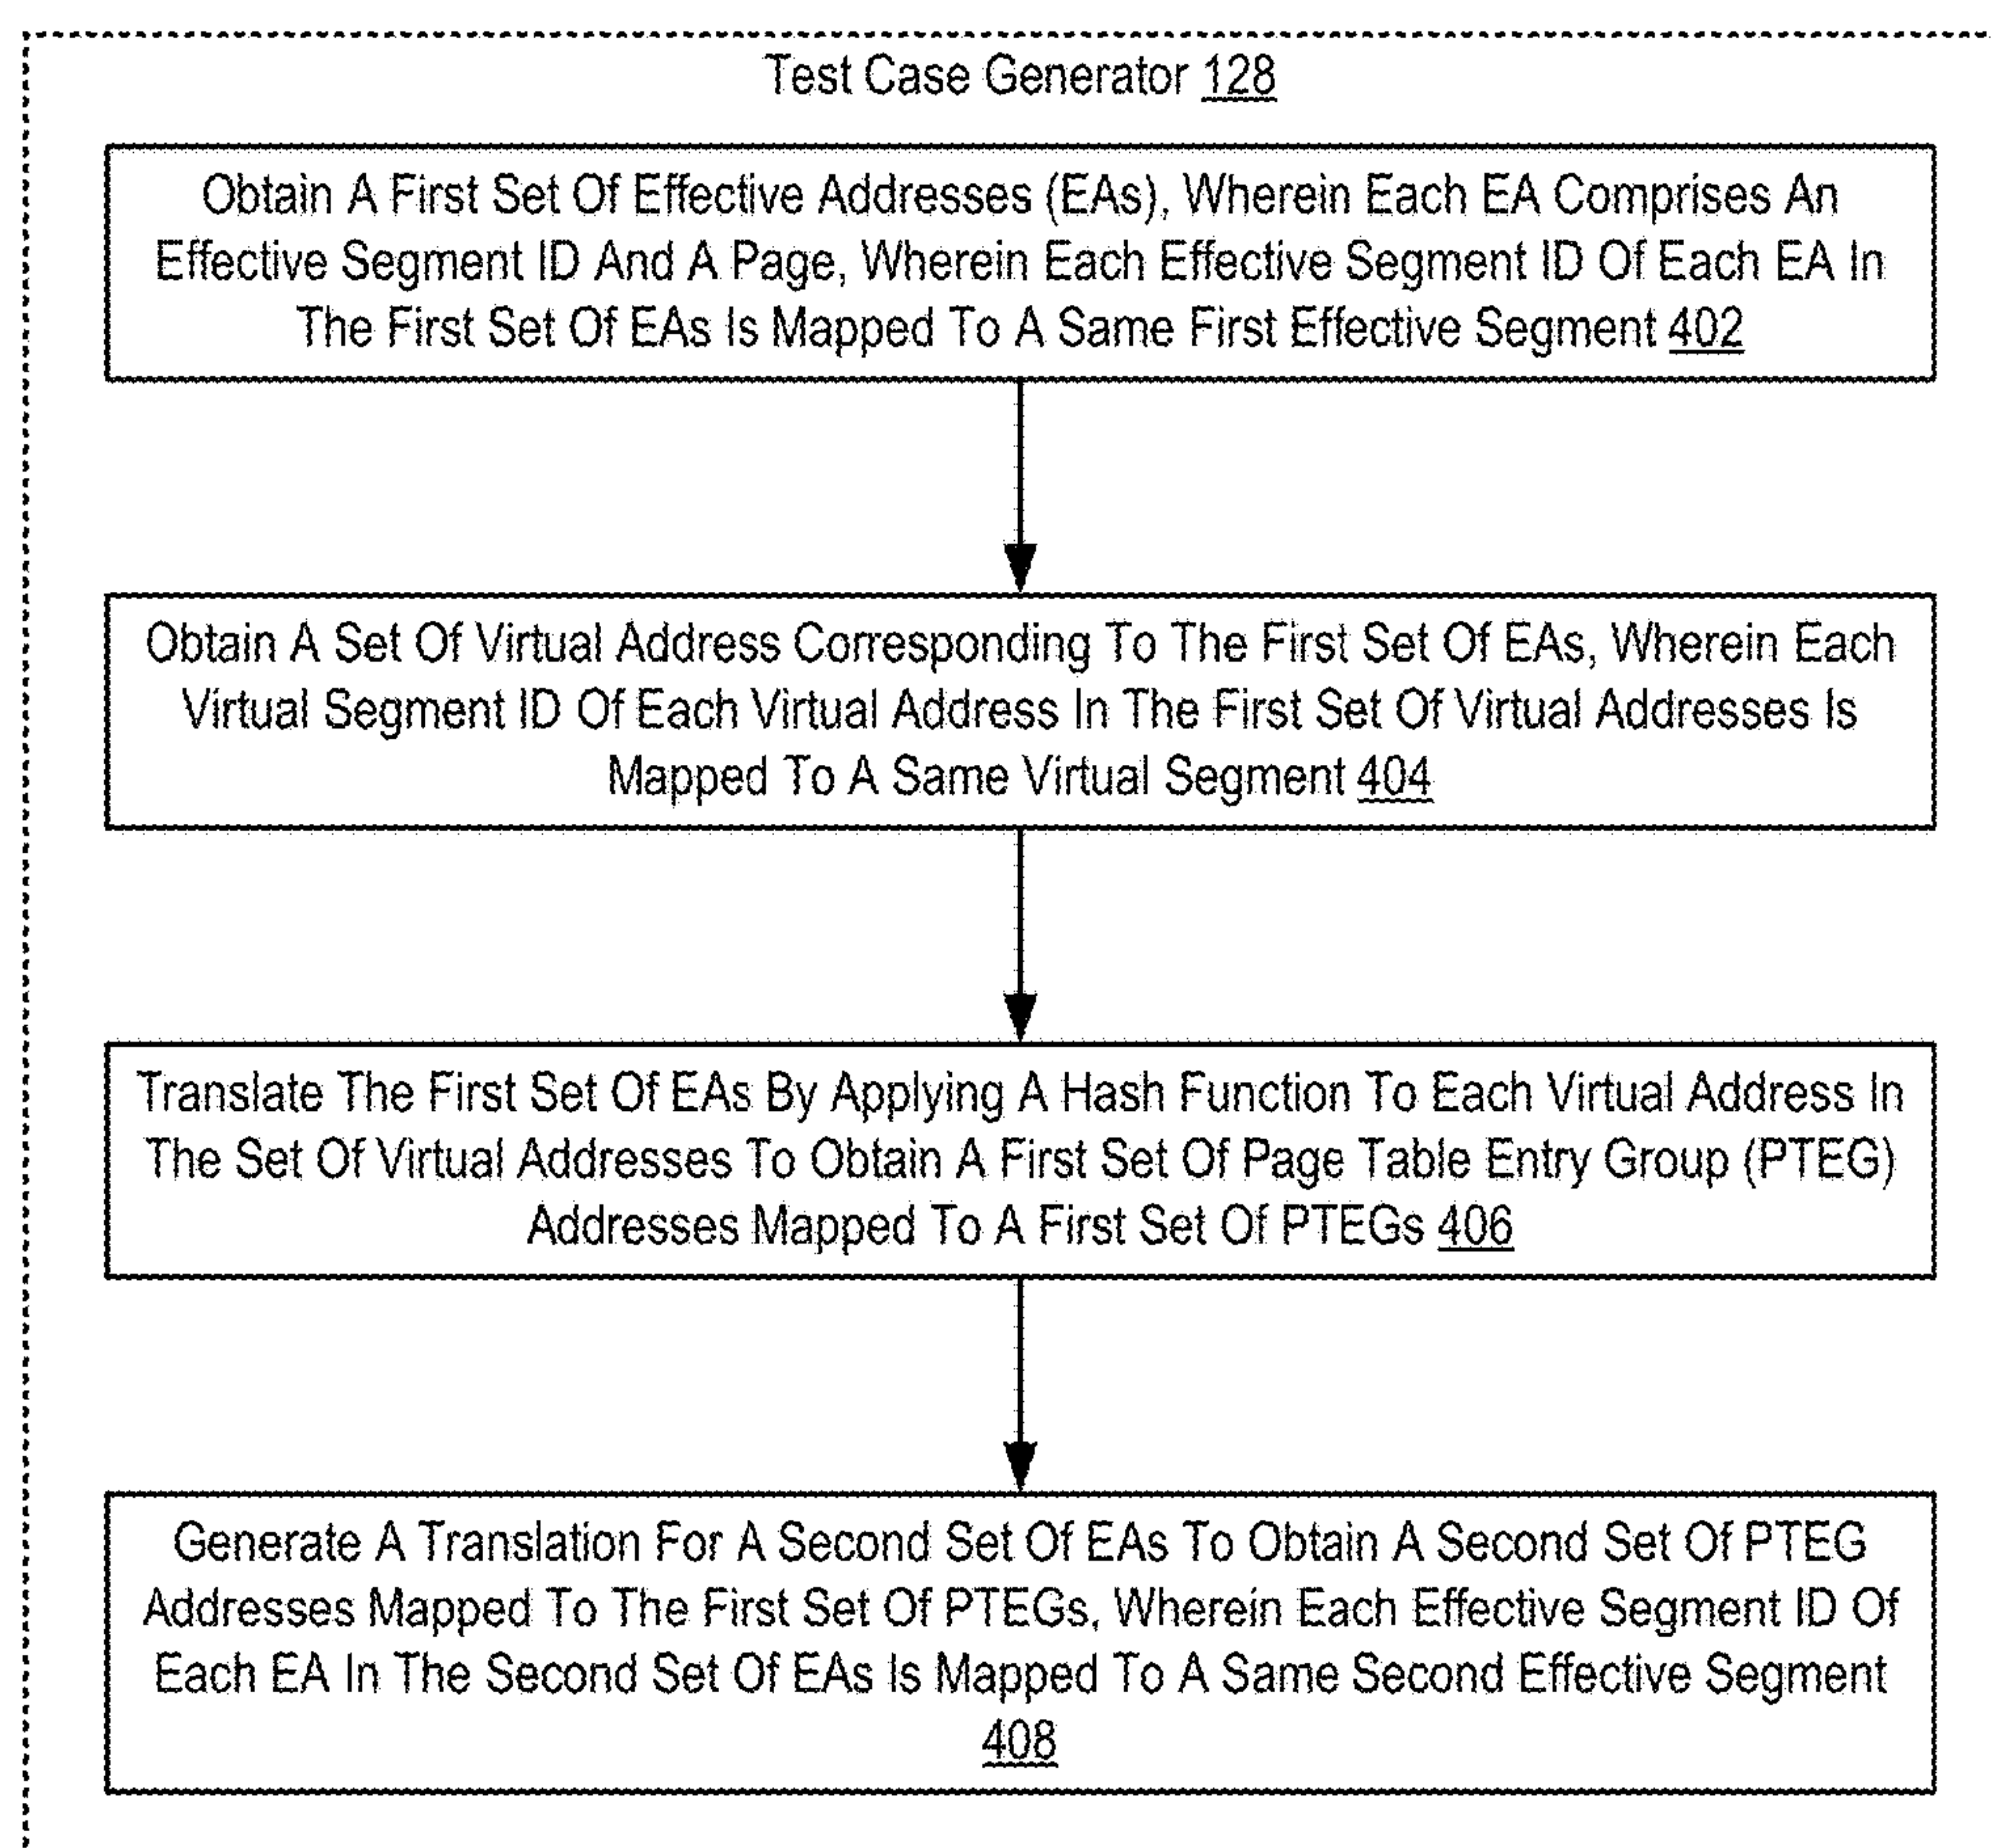 Test Case Generator 128
Obtain A First Set Of Effective Addresses (EAs), Wherein Each EA Comprises An
Effective Segment ID And A Page, Wherein Each Effective Segment ID Of Each EA In
The First Set Of EAs Is Mapped To A Same First Effective Segment 402
Obtain A Set Of Virtual Address Corresponding To The First Set Of EAs, Wherein Each
Virtual Segment ID Of Each Virtual Address In The First Set Of Virtual Addresses Is
Mapped To A Same Virtual Segment 404
Translate The First Set Of EAs By Applying A Hash Function To Each Virtual Address In
The Set Of Virtual Addresses To Obtain A First Set Of Page Table Entry Group (PTEG)
Addresses Mapped To A First Set Of PTEGs 406
Generate A Translation For A Second Set Of EAs To Obtain A Second Set Of PTEG
Addresses Mapped To The First Set Of PTEGs, Wherein Each Effective Segment ID Of
Each EA In The Second Set Of EAs Is Mapped To A Same Second Effective Segment
408